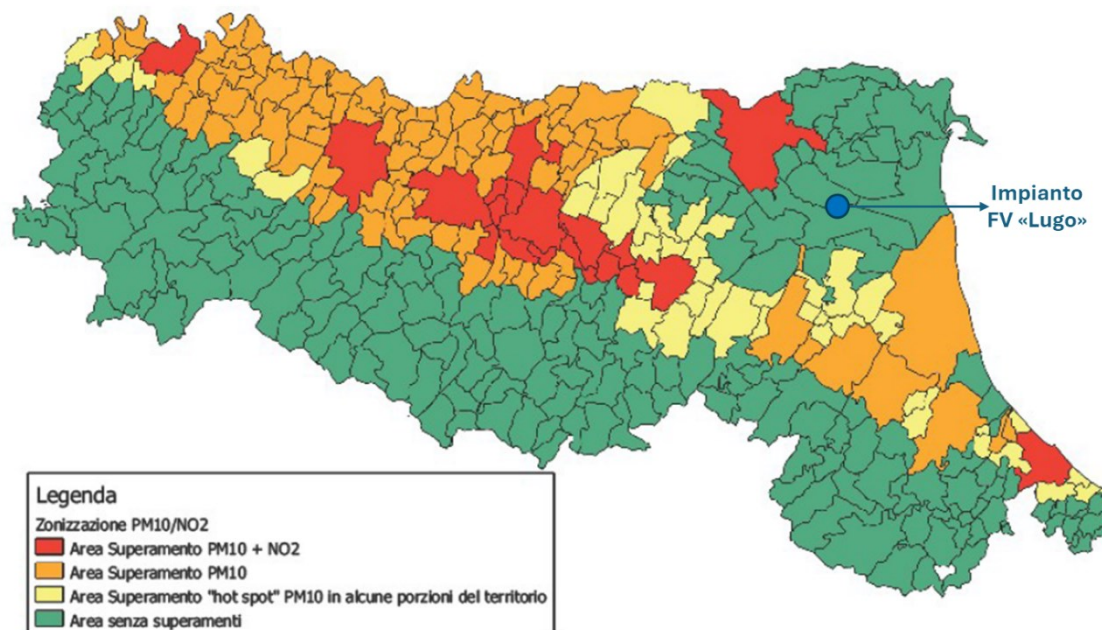 Impianto
FV «Lugo»
Legenda
Zonizzazione PM10/NO2
Area Superamento PM10 + NO2
Area Superamento PM10
Area Superamento "hot spot" PM10 in alcune porzioni del territorio
Area senza superamenti